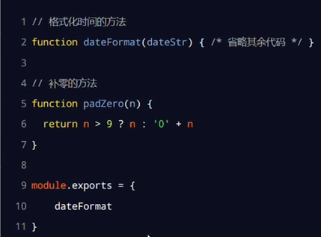 1 // 格式化时间的方法
2 function dateFormat(dateStr) { /* 省略其余代码 */ }
3
4 // 补零的方法
5 function padZero(n) {
6 return n > 9 ? n : '0' + n
7 }
8
9 module.exports = {
10 dateFormat
11 }